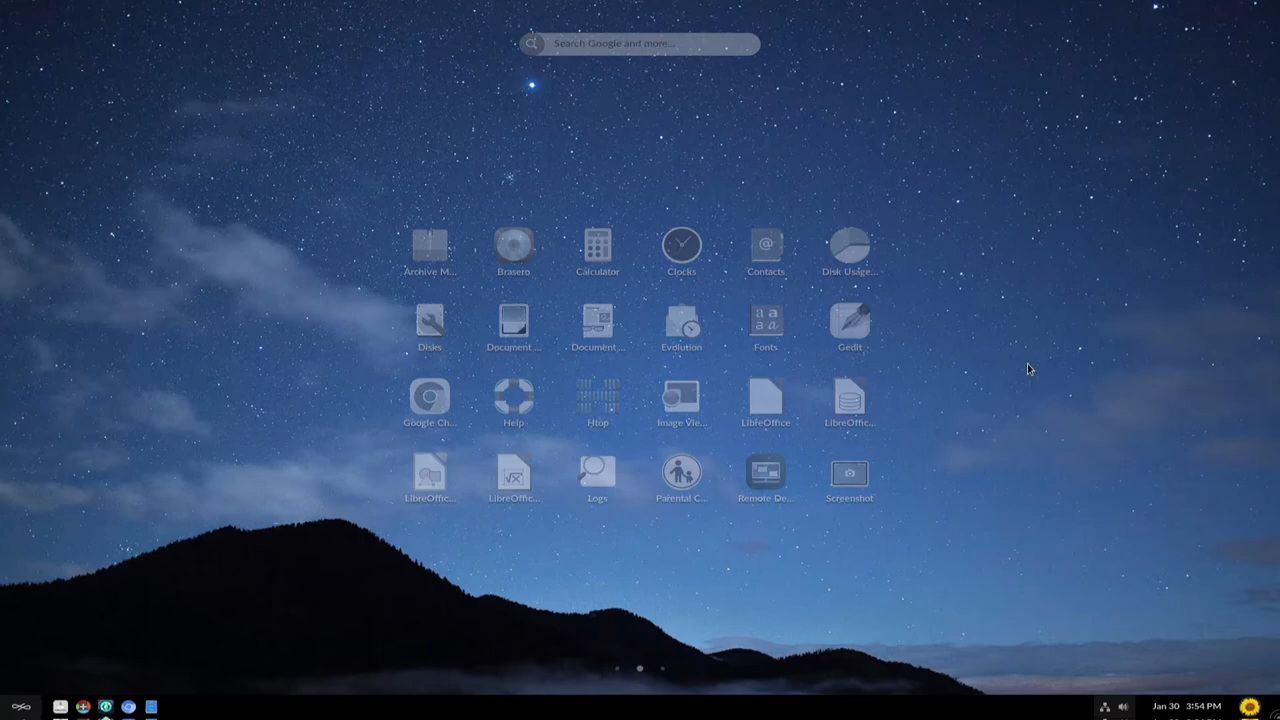 Search Google and more...
Archive M...
Brasero
Calculator
Clocks
Contacts
Disk Usage...
Disks
Document ...
Document ...
Evolution
Fonts
Gedit
Google Ch...
Help
Htop
Image Vie...
LibreOffice
LibreOffic...
LibreOffic...
LibreOffic...
Logs
Parental C...
Remote De...
Screenshot
Jan 30 3:54 PM